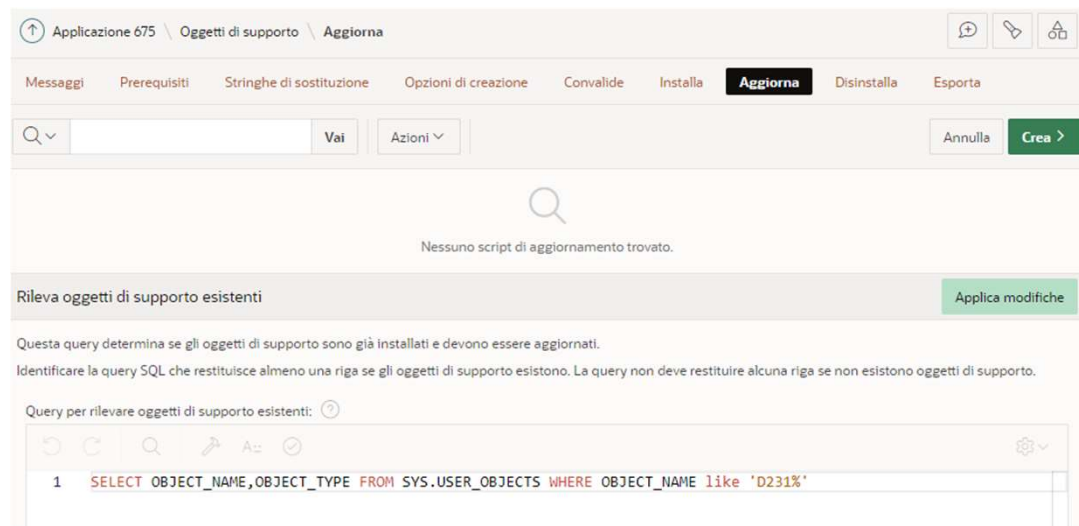 Applicazione 675 \ Oggetti di supporto \ Aggiorna
Messaggi Prerequisiti Stringhe di sostituzione Opzioni di creazione Convalide Installa Aggiorna Disinstalla Esporta
Vai Azioni Annulla Crea >
Nessuno script di aggiornamento trovato.
Rileva oggetti di supporto esistenti Applica modifiche
Questa query determina se gli oggetti di supporto sono già installati e devono essere aggiornati.
Identificare la query SQL che restituisce almeno una riga se gli oggetti di supporto esistono. La query non deve restituire alcuna riga se non esistono oggetti di supporto.
Query per rilevare oggetti di supporto esistenti: ?
A::
1 SELECT OBJECT_NAME,OBJECT_TYPE FROM SYS.USER_OBJECTS WHERE OBJECT_NAME like 'D231%'